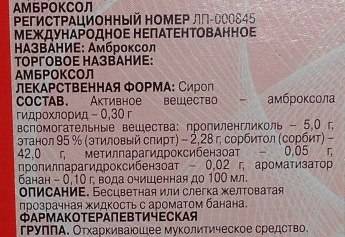 АМБРОКСОЛ
РЕГИСТРАЦИОННЫЙ НОМЕР ЛП-000845
МЕЖДУНАРОДНОЕ НЕПАТЕНТОВАННОЕ
НАЗВАНИЕ: Амброксол
ТОРГОВОЕ НАЗВАНИЕ:
АМБРОКСОЛ
ЛЕКАРСТВЕННАЯ ФОРМА: Сироп
СОСТАВ. Активное вещество – амброксола
гидрохлорид – 0,30 г
вспомогательные вещества: пропиленгликоль – 5,0 г,
этанол 95 % (этиловый спирт) – 2,28 г, сорбитол (сорбит) –
42,0 г, метилпарагидроксибензоат – 0,05 г,
пропилпарагидроксибензоат – 0,02 г, ароматизатор
банан – 0,10 г, вода очищенная до 100 мл.
ОПИСАНИЕ. Бесцветная или слегка желтоватая
прозрачная жидкость с ароматом банана.
ФАРМАКОТЕРАПЕВТИЧЕСКАЯ
ГРУППА. Отхаркивающее муколитическое средство.